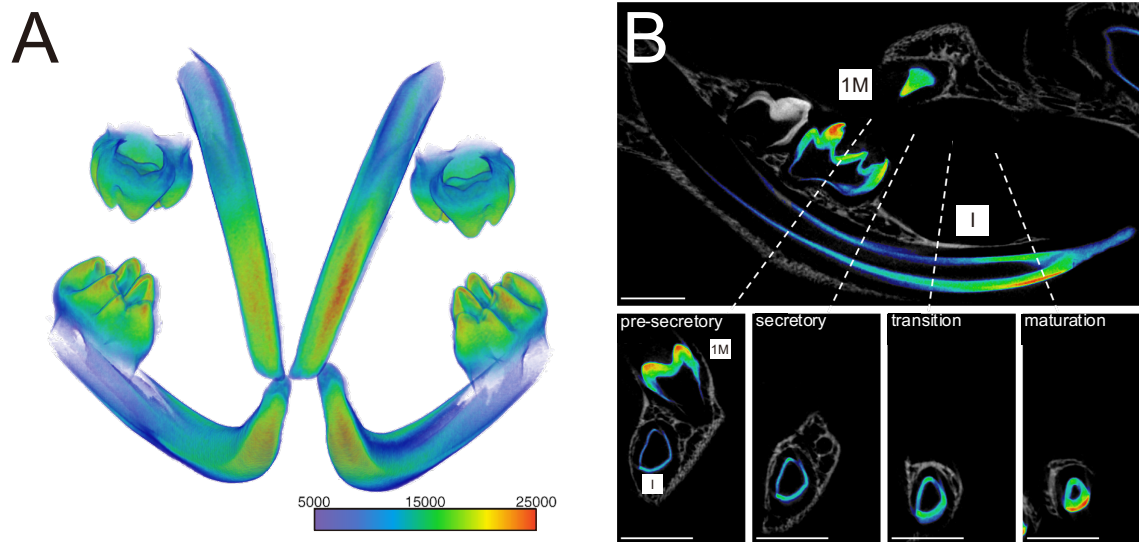 A
B
1M
I
5000 15000 25000
pre-secretory
secretory
transition
maturation
1M
I